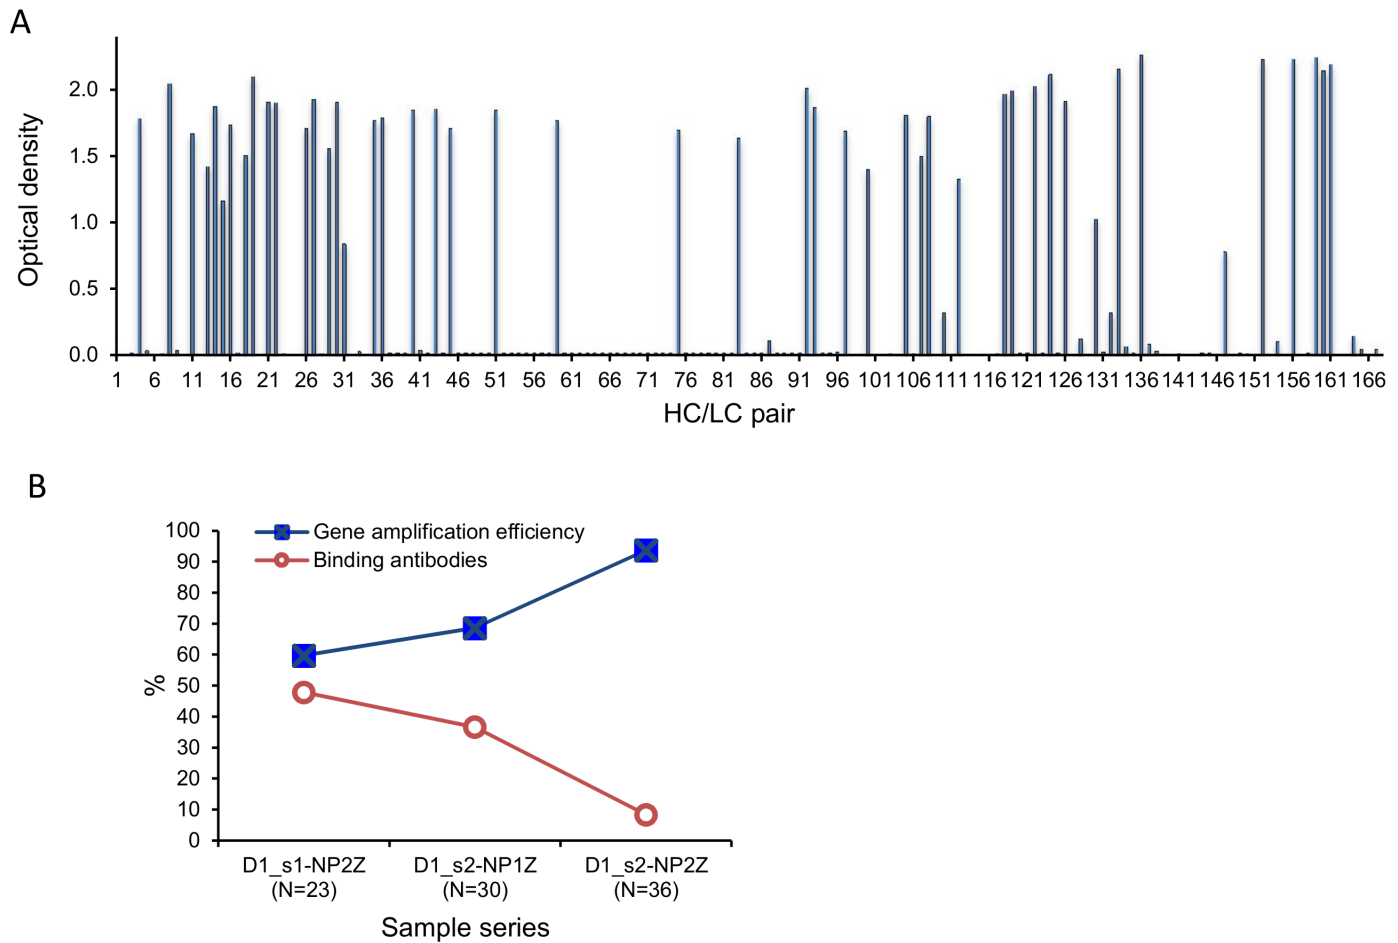 A
Optical density
2.0
1.5
1.0
0.5
0.0
1 6 11 16 21 26 31 36 41 46 51 56 61 66 71 76 81 86 91 96 101 106 111 116 121 126 131 136 141 146 151 156 161 166
HC/LC pair
B
%
100
90
80
70
60
50
40
30
20
10
0
Gene amplification efficiency
Binding antibodies
D1_s1-NP2Z D1_s2-NP1Z D1_s2-NP2Z
(N=23) (N=30) (N=36)
Sample series